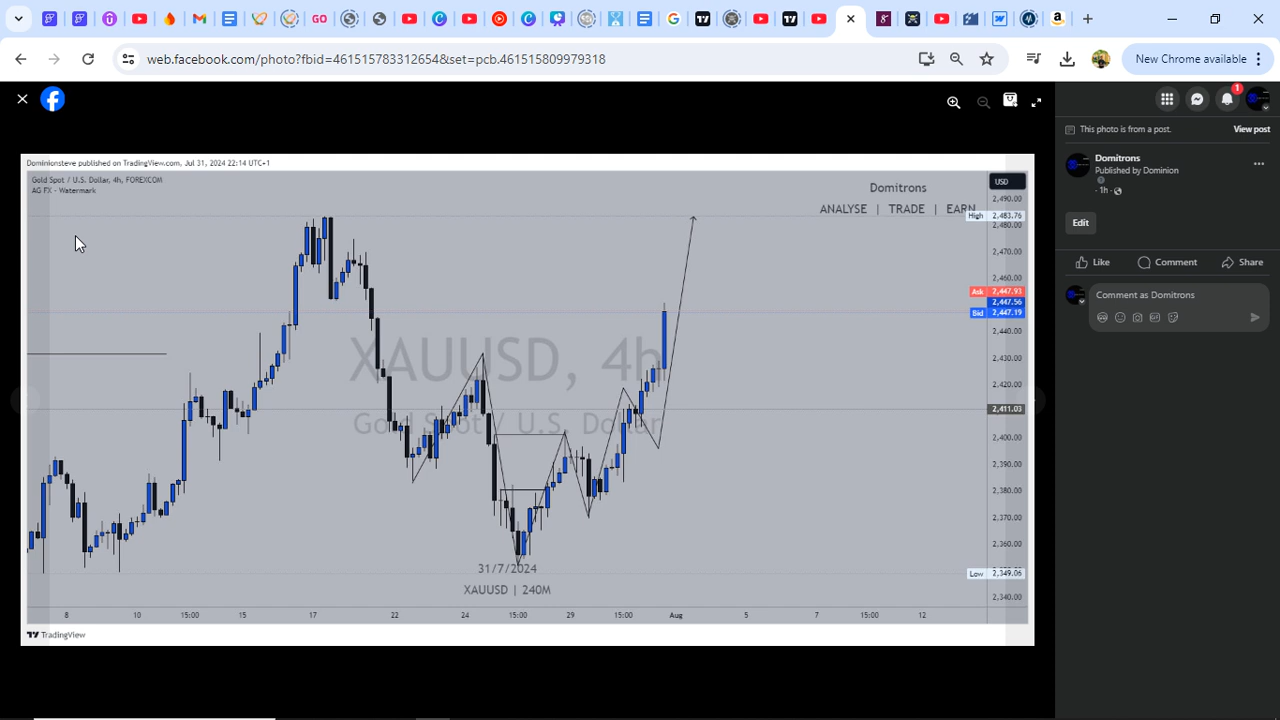 New Chrome available
web.facebook.com/photo?fbid=461515783312654&set=pcb.461515809979318
This photo is from a post.
View post
Domitrons
Published by Dominion
· 1h ·
Edit
Like
Comment
Share
Comment as Domitrons
1
GO
Dominionsteve published on TradingView.com, Jul 31, 2024 22:14 UTC+1
Gold Spot / U.S. Dollar, 4h, FOREXCOM
AG FX - Watermark
Domitrons
ANALYSE | TRADE | EARN
XAUUSD, 4h
Gold Spot / U.S. Dollar
31/7/2024
XAUUSD | 240M
USD
2,490.00
High 2,483.76
2,480.00
2,470.00
2,460.00
Ask 2,447.93
2,447.56
Bid 2,447.19
2,440.00
2,430.00
2,420.00
2,411.03
2,400.00
2,390.00
2,380.00
2,370.00
2,360.00
Low 2,349.06
2,340.00
8 10 15:00 15 17 22 24 15:00 29 15:00 Aug 5 7 15:00 12
TradingView